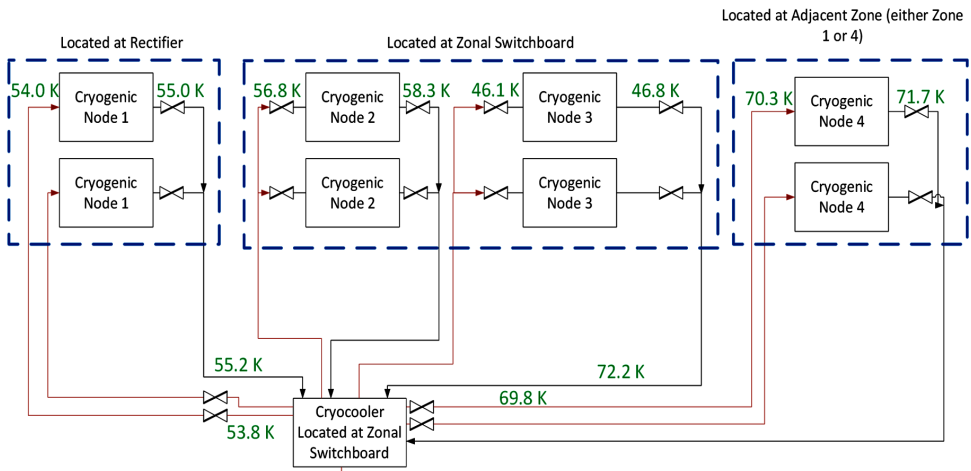 Located at Adjacent Zone (either Zone
1 or 4)
Located at Rectifier
Located at Zonal Switchboard
54.0 K
Cryogenic
Node 1
55.0 K
56.8 K
Cryogenic
Node 2
58.3 K
46.1 K
Cryogenic
Node 3
46.8 K
70.3 K
Cryogenic
Node 4
71.7 K
Cryogenic
Node 1
Cryogenic
Node 2
Cryogenic
Node 3
Cryogenic
Node 4
55.2 K
72.2 K
69.8 K
53.8 K
Cryocooler
Located at Zonal
Switchboard